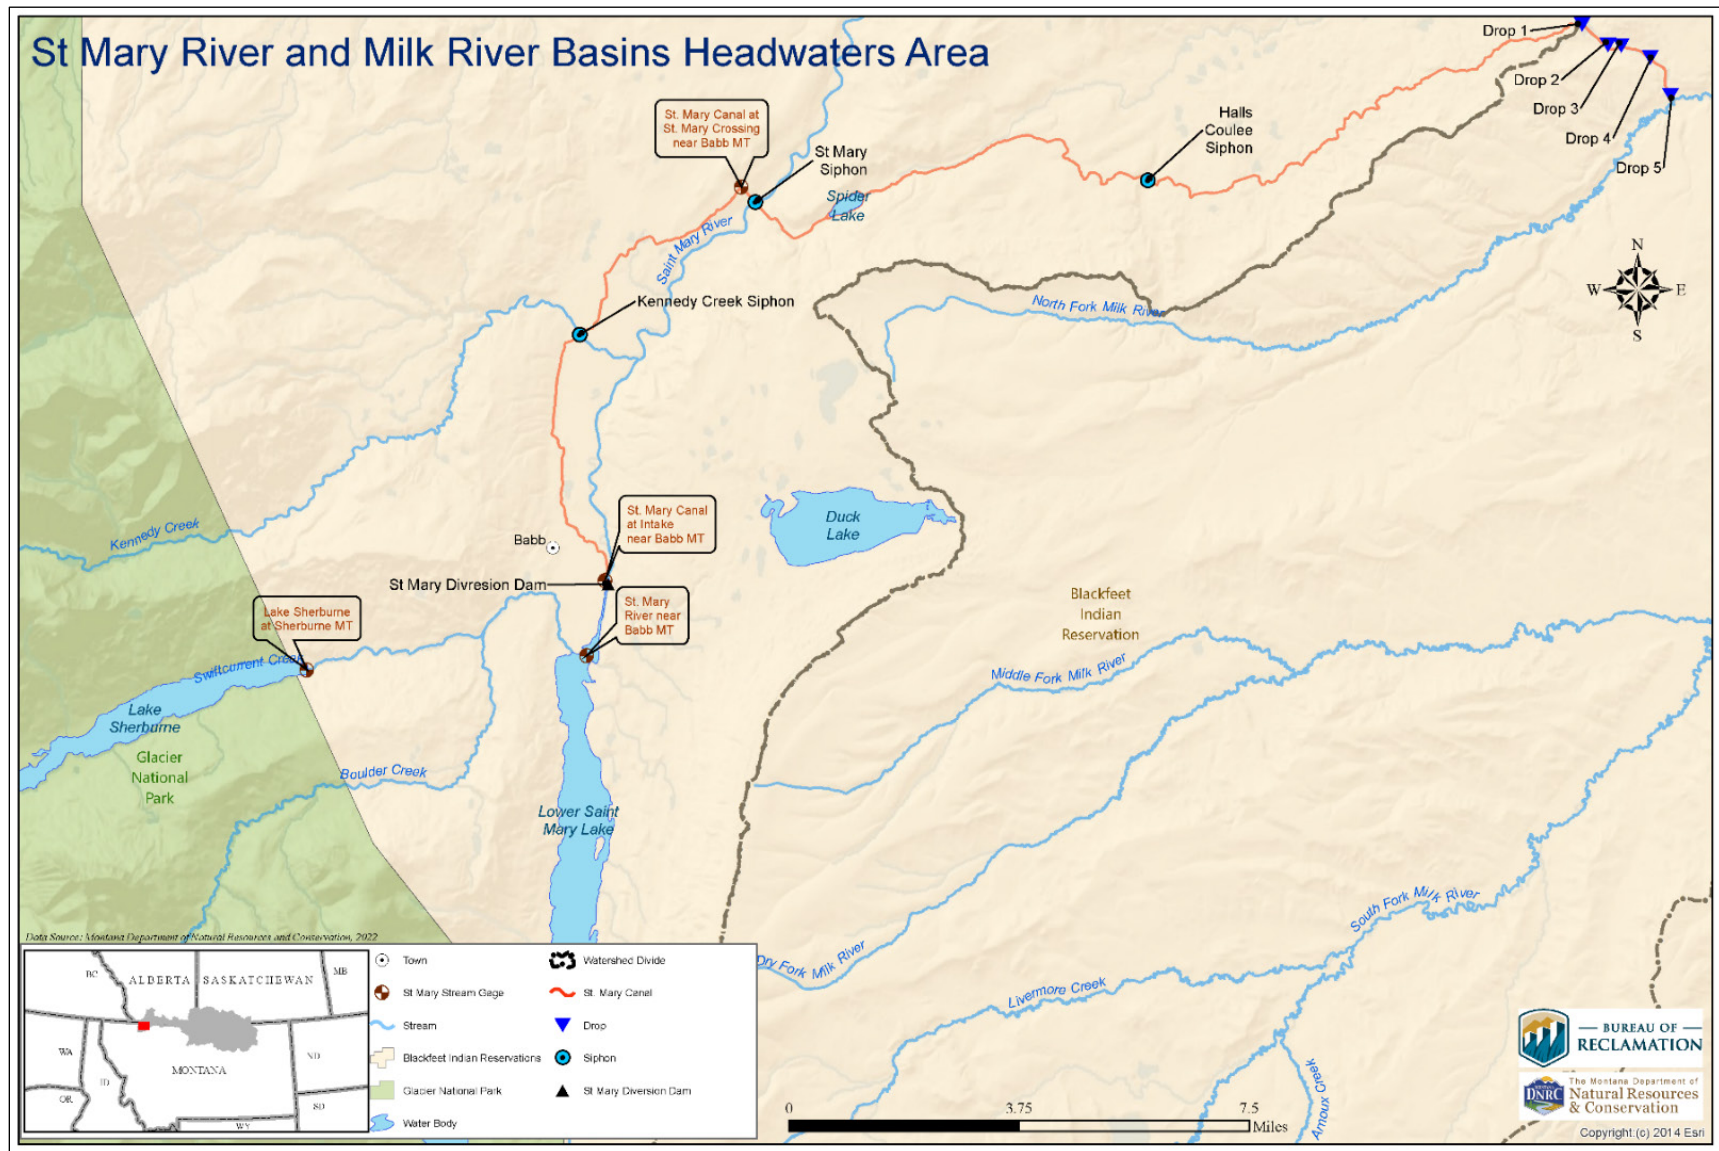 St Mary River and Milk River Basins Headwaters Area
Drop 1
Drop 2
Drop 3
Drop 4
Drop 5
St. Mary Canal at
St. Mary Crossing
near Babb MT
St Mary
Siphon
Halls
Coulee
Siphon
Spider
Lake
Saint Mary River
Kennedy Creek Siphon
North Fork Milk River
N
W
E
S
Kennedy Creek
Babb
St. Mary Canal
at Intake
near Babb MT
Duck
Lake
St Mary Divresion Dam
St. Mary
River near
Babb MT
Lake Sherburne
at Sherburne MT
Blackfeet
Indian
Reservation
Swiftcurrent Creek
Middle Fork Milk River
Lake
Sherburne
Glacier
National
Park
Boulder Creek
Lower Saint
Mary Lake
South Fork Milk River
Dry Fork Milk River
Livermore Creek
Arnoux Creek
Data Source: Montana Department of Natural Resources and Conservation, 2022
BC
ALBERTA
SASKATCHEWAN
MB
WA
MONTANA
ND
ID
OR
SD
WY
Town
St Mary Stream Gage
Stream
Blackfeet Indian Reservations
Glacier National Park
Water Body
Watershed Divide
St. Mary Canal
Drop
Siphon
St Mary Diversion Dam
0
3.75
7.5
Miles
BUREAU OF
RECLAMATION
DNRC
The Montana Department of
Natural Resources
& Conservation
Copyright:(c) 2014 Esri